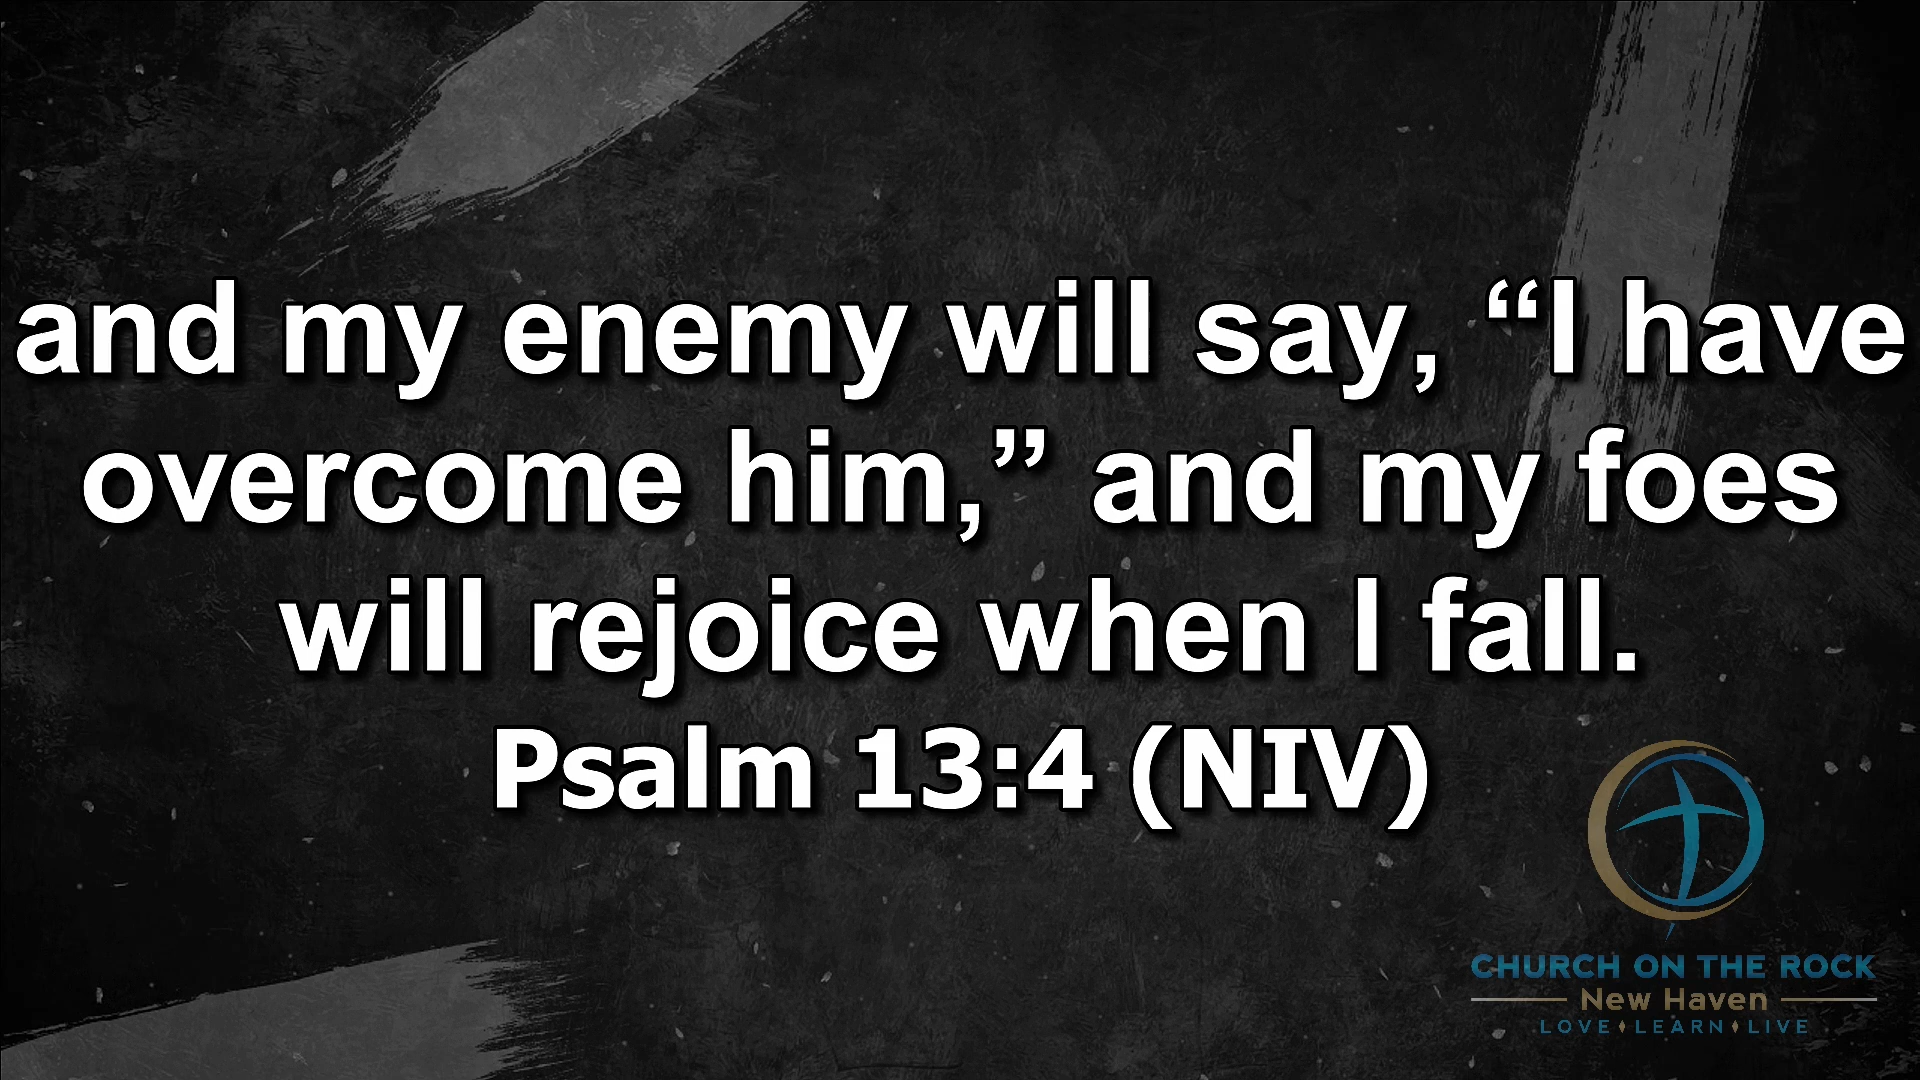 and my enemy will say, “I have
overcome him,” and my foes
will rejoice when I fall.
Psalm 13:4 (NIV)
CHURCH ON THE ROCK
New Haven
LOVE♦LEARN♦LIVE